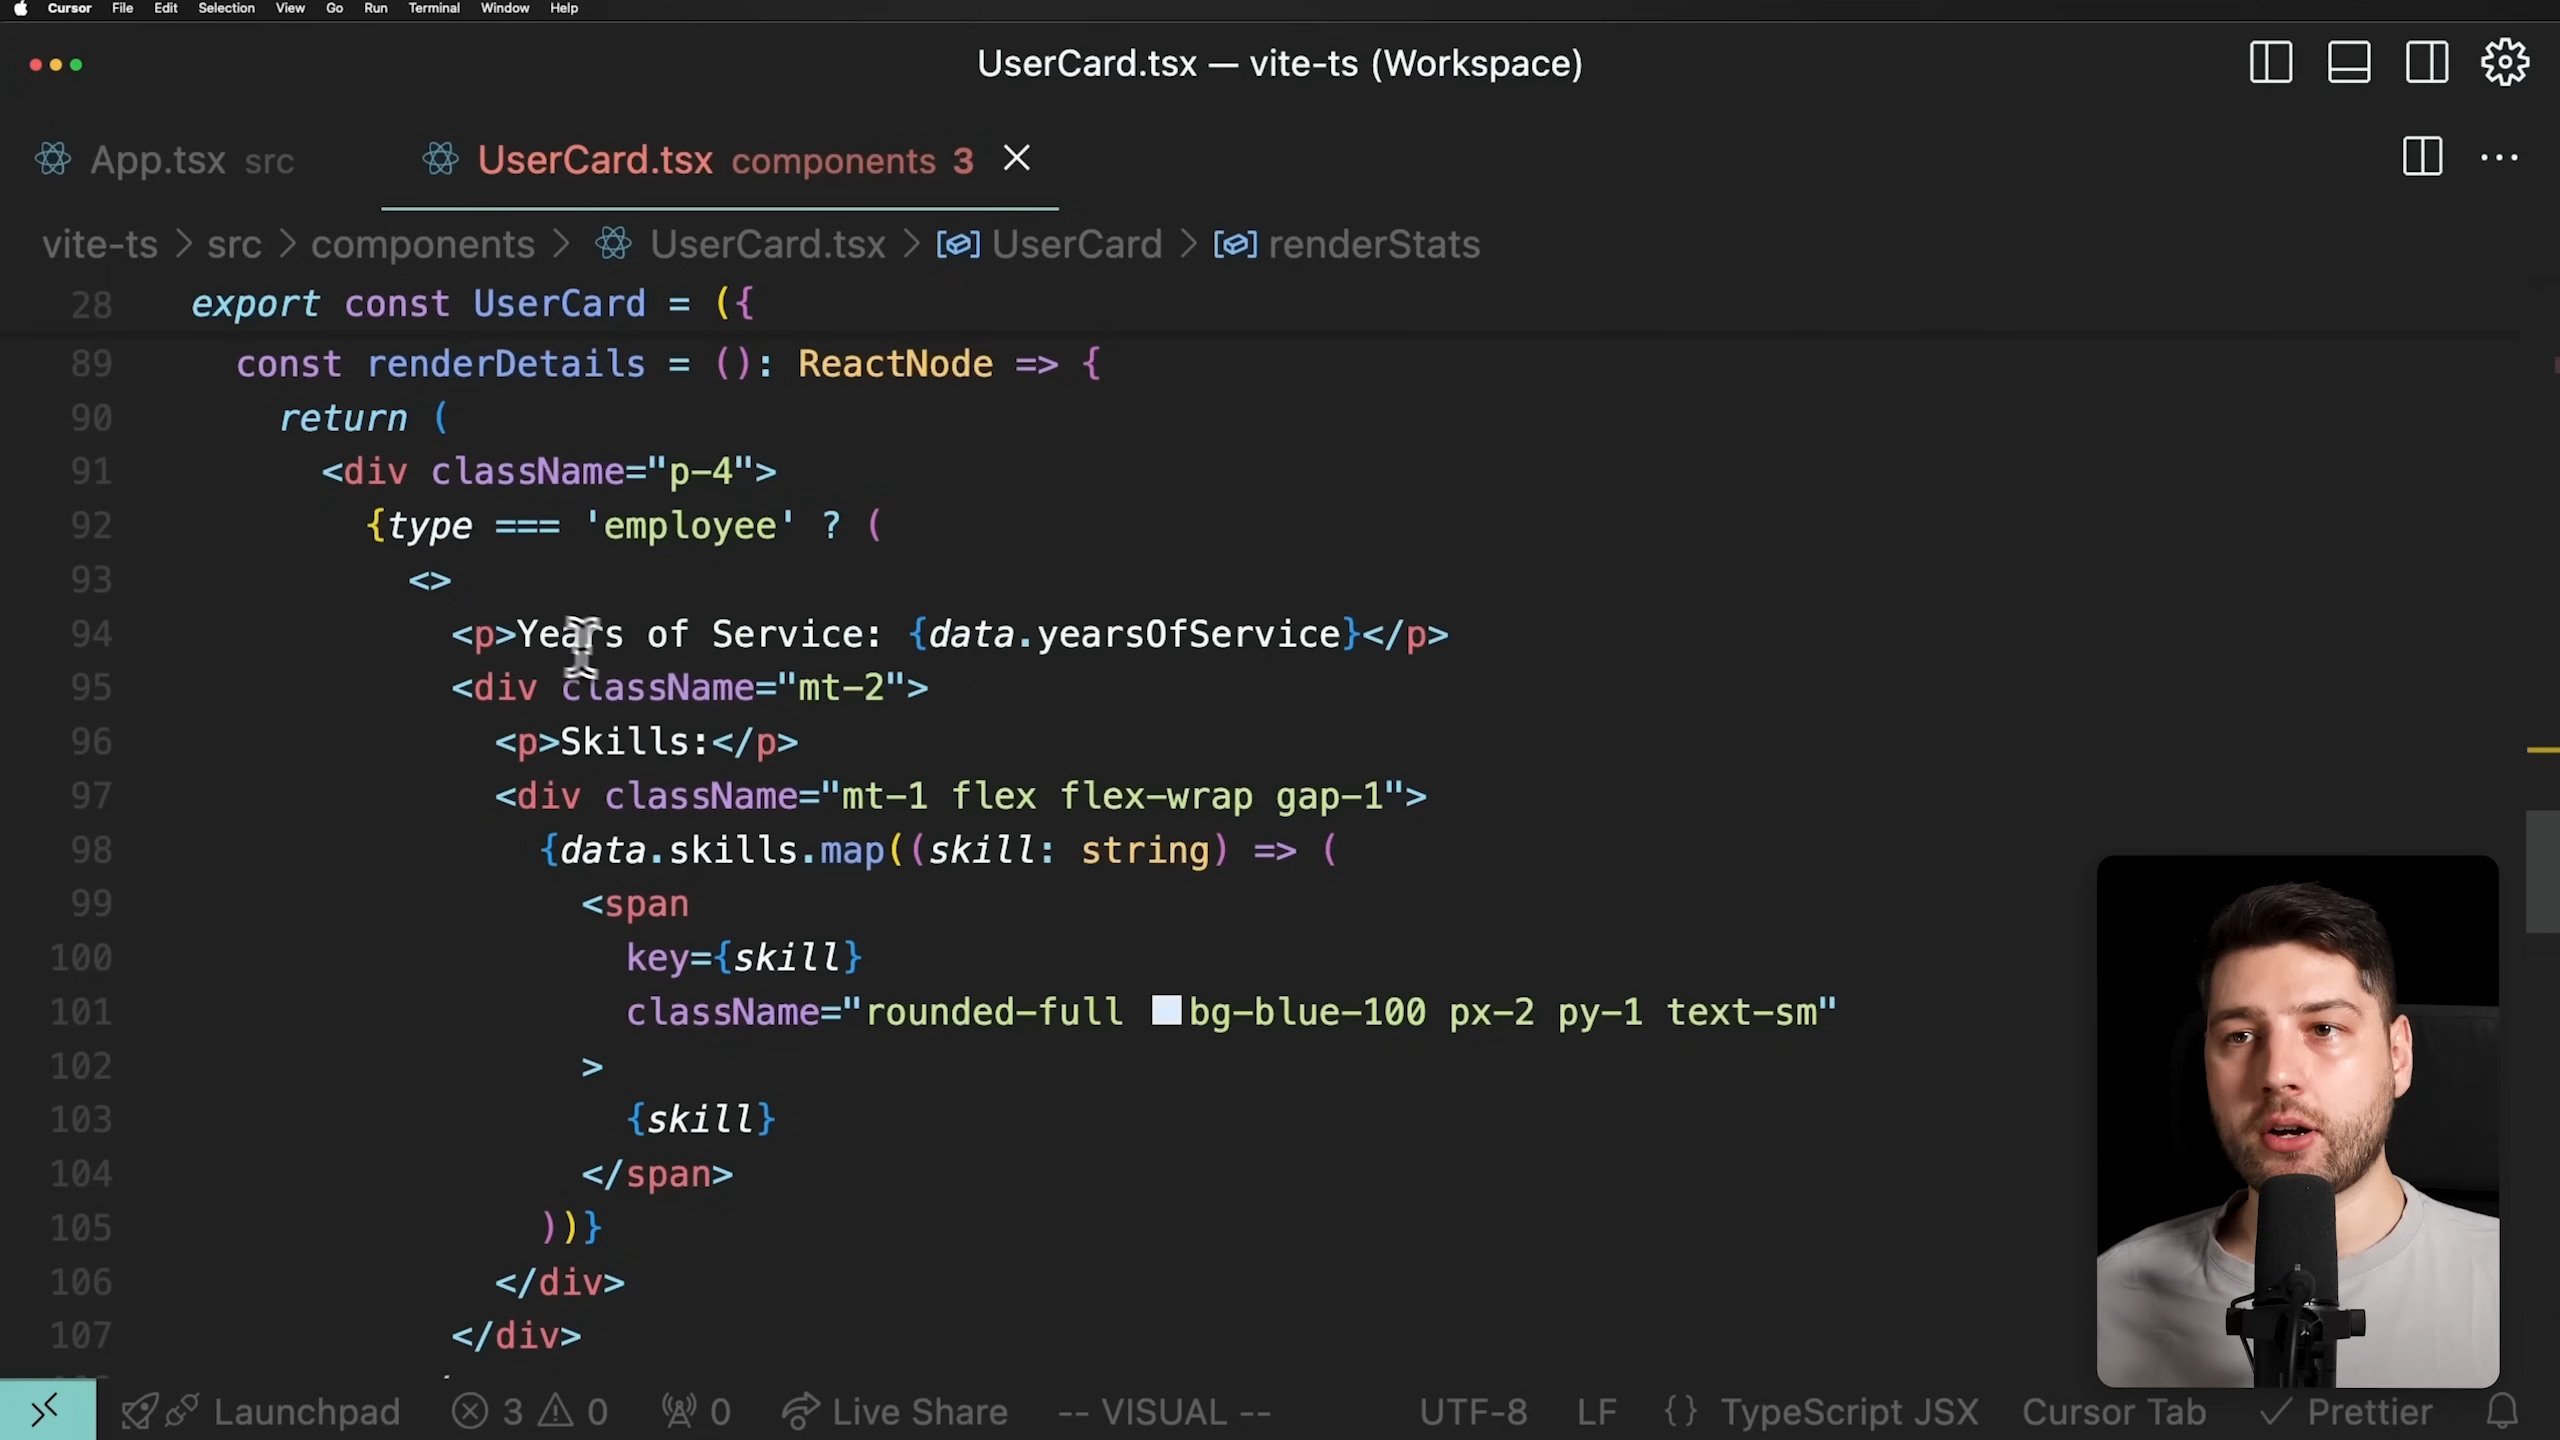 Cursor File Edit Selection View Go Run Terminal Window Help
UserCard.tsx — vite-ts (Workspace)
App.tsx src UserCard.tsx components 3
vite-ts > src > components > UserCard.tsx > UserCard > renderStats
28 export const UserCard = ({
89 const renderDetails = (): ReactNode => {
90 return (
91 <div className="p-4">
92 {type === 'employee' ? (
93 <>
94 <p>Years of Service: {data.yearsOfService}</p>
95 <div className="mt-2">
96 <p>Skills:</p>
97 <div className="mt-1 flex flex-wrap gap-1">
98 {data.skills.map((skill: string) => (
99 <span
100 key={skill}
101 className="rounded-full bg-blue-100 px-2 py-1 text-sm"
102 >
103 {skill}
104 </span>
105 ))}
106 </div>
107 </div>
Launchpad 3 0 0 Live Share -- VISUAL -- UTF-8 LF {} TypeScript JSX Cursor Tab Prettier